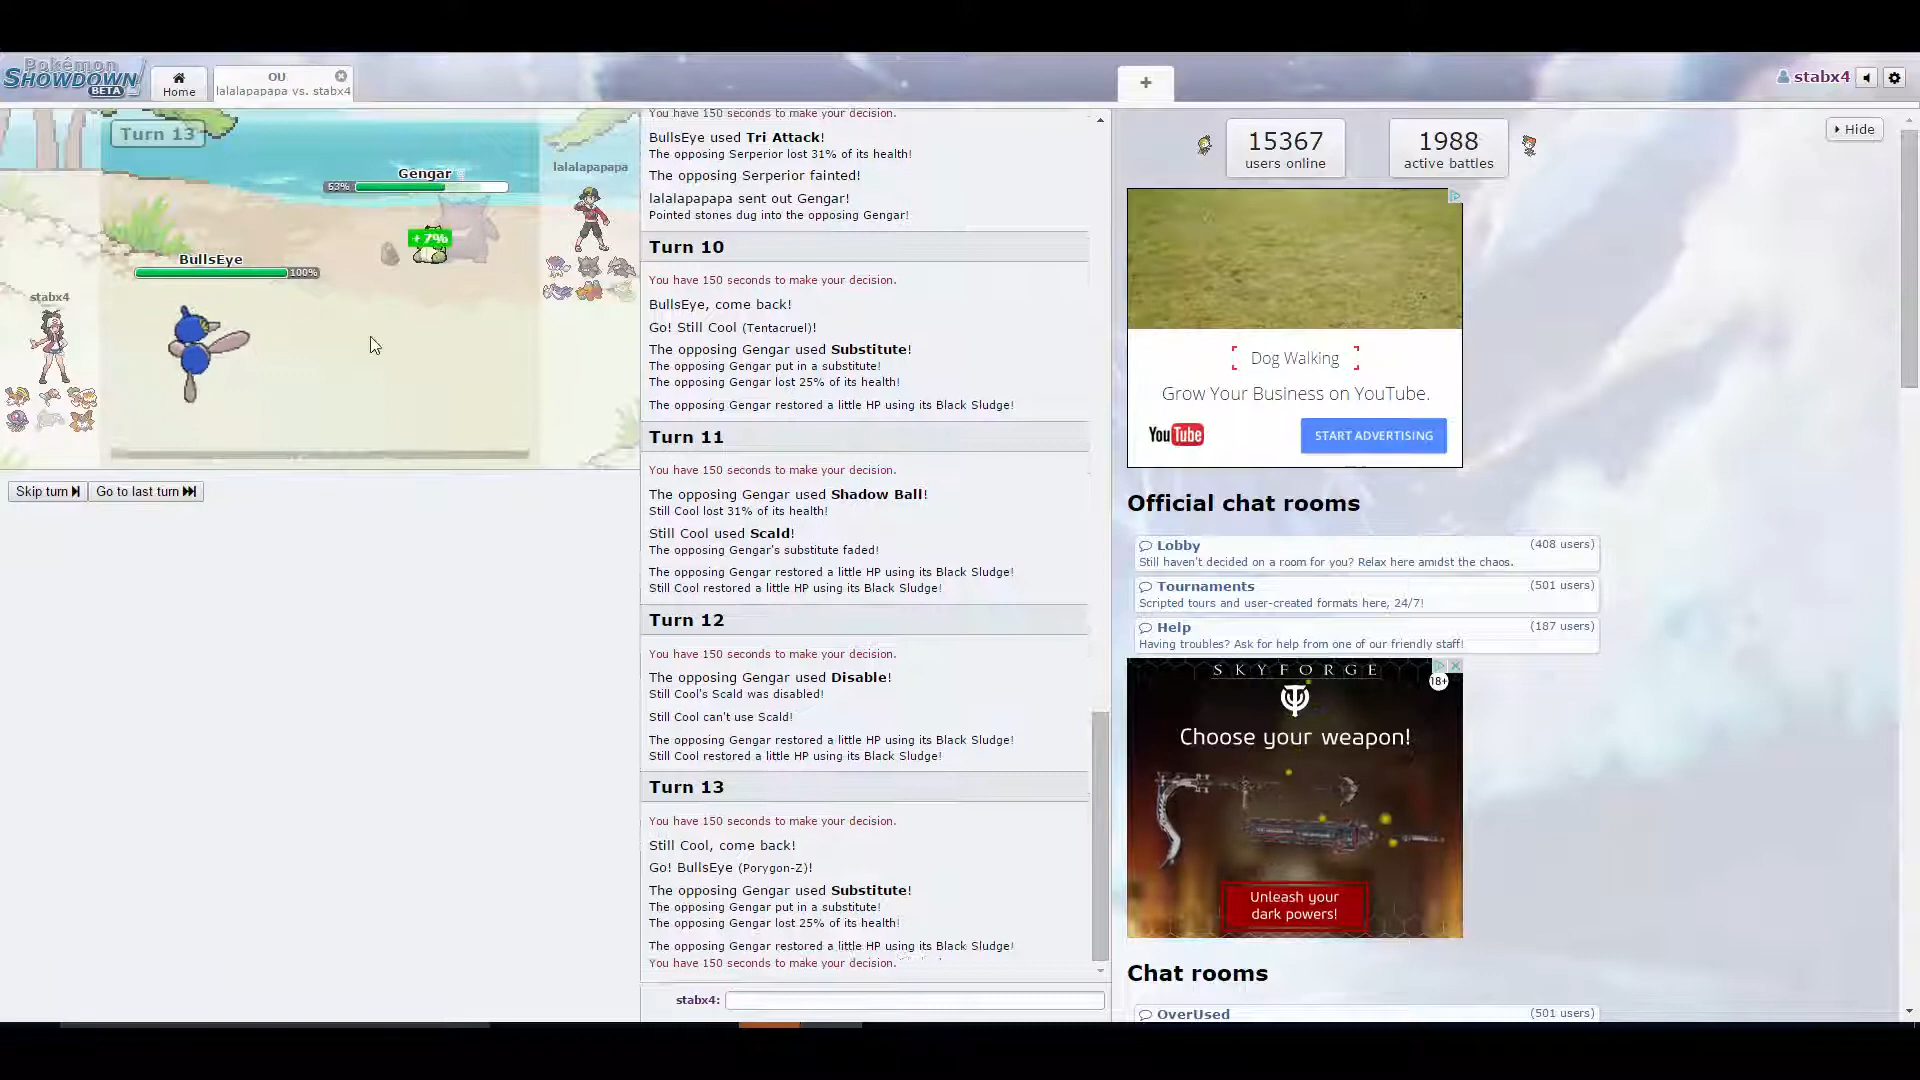 Pokémon
SHOWDOWN!
BETA
Home
OU
lalalapapapa vs. stabx4
+
stabx4
Turn 13
Gengar
53%
+7%
BullsEye
100%
lalalapapapa
stabx4
Skip turn
Go to last turn
You have 150 seconds to make your decision.
BullsEye used Tri Attack!
The opposing Serperior lost 31% of its health!
The opposing Serperior fainted!
lalalapapapa sent out Gengar!
Pointed stones dug into the opposing Gengar!
Turn 10
You have 150 seconds to make your decision.
BullsEye, come back!
Go! Still Cool (Tentacruel)!
The opposing Gengar used Substitute!
The opposing Gengar put in a substitute!
The opposing Gengar lost 25% of its health!
The opposing Gengar restored a little HP using its Black Sludge!
Turn 11
You have 150 seconds to make your decision.
The opposing Gengar used Shadow Ball!
Still Cool lost 31% of its health!
Still Cool used Scald!
The opposing Gengar's substitute faded!
The opposing Gengar restored a little HP using its Black Sludge!
Still Cool restored a little HP using its Black Sludge!
Turn 12
You have 150 seconds to make your decision.
The opposing Gengar used Disable!
Still Cool's Scald was disabled!
Still Cool can't use Scald!
The opposing Gengar restored a little HP using its Black Sludge!
Still Cool restored a little HP using its Black Sludge!
Turn 13
You have 150 seconds to make your decision.
Still Cool, come back!
Go! BullsEye (Porygon-Z)!
The opposing Gengar used Substitute!
The opposing Gengar put in a substitute!
The opposing Gengar lost 25% of its health!
The opposing Gengar restored a little HP using its Black Sludge!
You have 150 seconds to make your decision.
stabx4:
15367
users online
1988
active battles
Hide
Dog Walking
Grow Your Business on YouTube.
YouTube
START ADVERTISING
Official chat rooms
Lobby (408 users)
Still haven't decided on a room for you? Relax here amidst the chaos.
Tournaments (501 users)
Scripted tours and user-created formats here, 24/7!
Help (187 users)
Having troubles? Ask for help from one of our friendly staff!
SKYFORGE
18+
Choose your weapon!
Unleash your
dark powers!
Chat rooms
OverUsed (501 users)